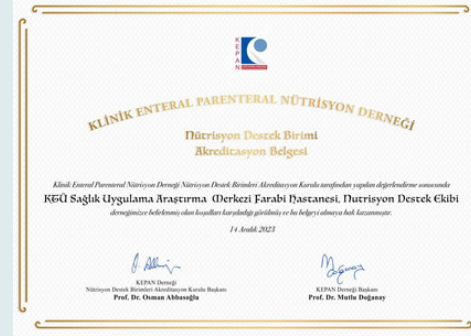 KEPAN
KLİNİK ENTERAL PARENTERAL NÜTRİSYON DERNEĞİ
Nütrisyon Destek Birimi
Akreditasyon Belgesi
Klinik Enteral Parenteral Nütrisyon Derneği Nütrisyon Destek Birimleri Akreditasyon Kurulu tarafından yapılan değerlendirme sonucunda
KTÜ Sağlık Uygulama Araştırma Merkezi Farabi Hastanesi, Nutrisyon Destek Ekibi
derneğimizce belirlenmiş olan koşulları karşıladığı görülmüş ve bu belgeyi almaya hak kazanmıştır.
14 Aralık 2023
KEPAN Derneği
Nütrisyon Destek Birimleri Akreditasyon Kurulu Başkanı
Prof. Dr. Osman Abbasoğlu
KEPAN Derneği Başkanı
Prof. Dr. Mutlu Doğanay